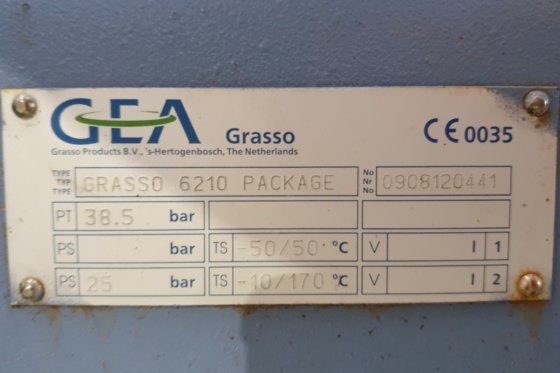 GEA Grasso CE 0035
Grasso Products B.V., 's-Hertogenbosch, The Netherlands
TYPE TYP TYPE GRASSO 6210 PACKAGE No Nr No 0908120441
PT 38.5 bar
PS bar TS -50/50 °C V l 1
PS 25 bar TS -10/170 °C V l 2